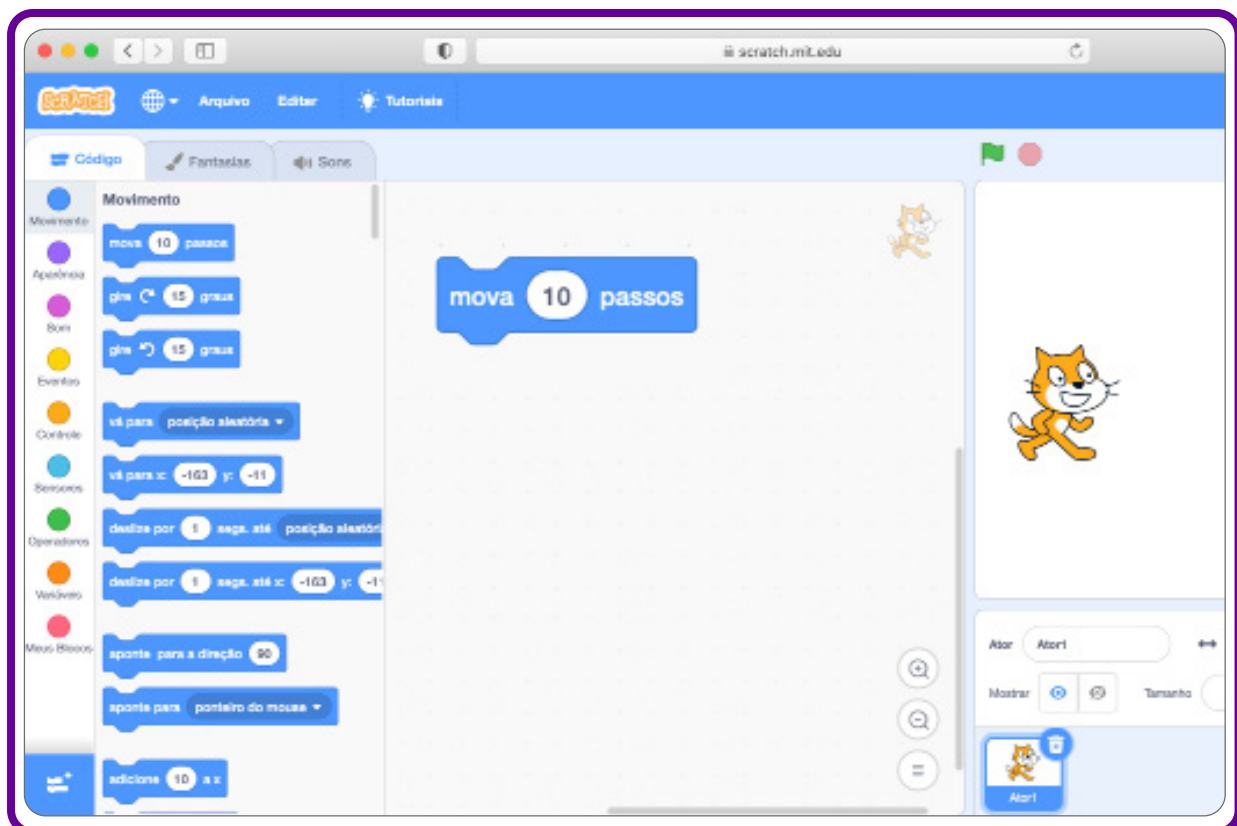 scratch.mit.edu
SCRATCH
Arquivo
Editar
Tutoriais
Código
Fantasias
Sons
Movimento
Aparência
Som
Eventos
Controle
Sensores
Operadores
Variáveis
Meus Blocos
Movimento
mova 10 passos
gire 15 graus
gire 15 graus
vá para posição aleatória
vá para x: -163 y: -11
deslize por 1 segs. até posição aleatóri
deslize por 1 segs. até x: -163 y: -11
aponte para a direção 90
aponte para ponteiro do mouse
adicione 10 a x
mova 10 passos
Ator Ator1
Mostrar
Tamanho
Ator1